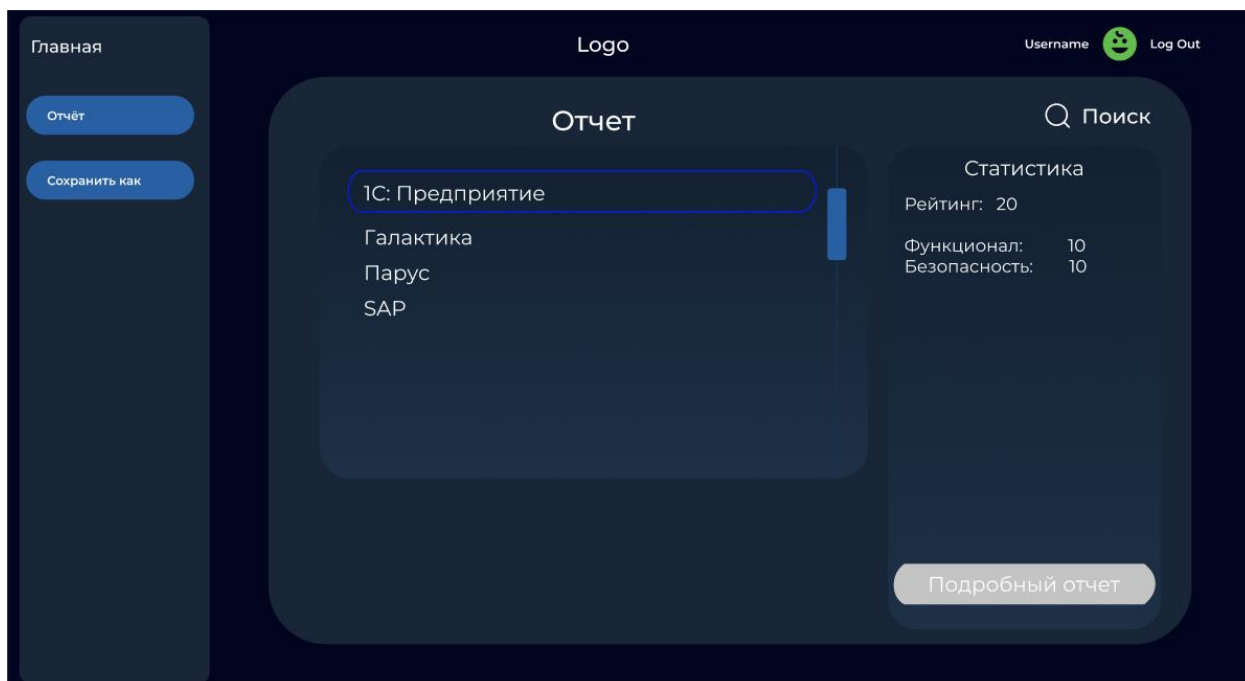 Главная
Logo
Username
Log Out
Отчёт
Сохранить как
Отчет
Поиск
1С: Предприятие
Галактика
Парус
SAP
Статистика
Рейтинг: 20
Функционал: 10
Безопасность: 10
Подробный отчет